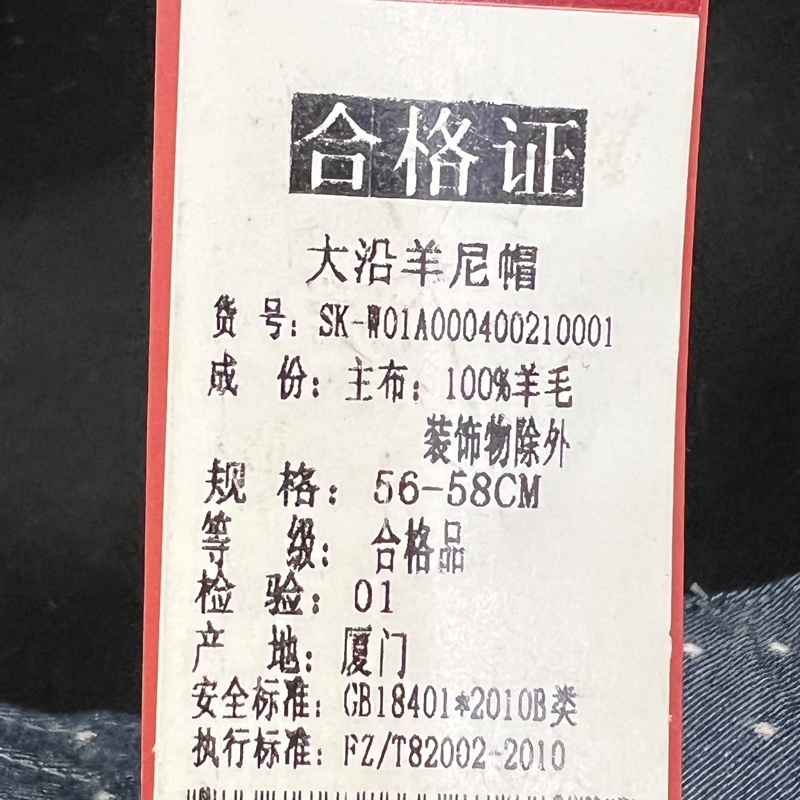 合格证
大沿羊尼帽
货 号：SK-W01A000400210001
成 份：主布：100%羊毛
装饰物除外
规 格：56-58CM
等 级：合格品
检 验：01
产 地：厦门
安全标准：GB18401*2010B类
执行标准：FZ/T82002-2010